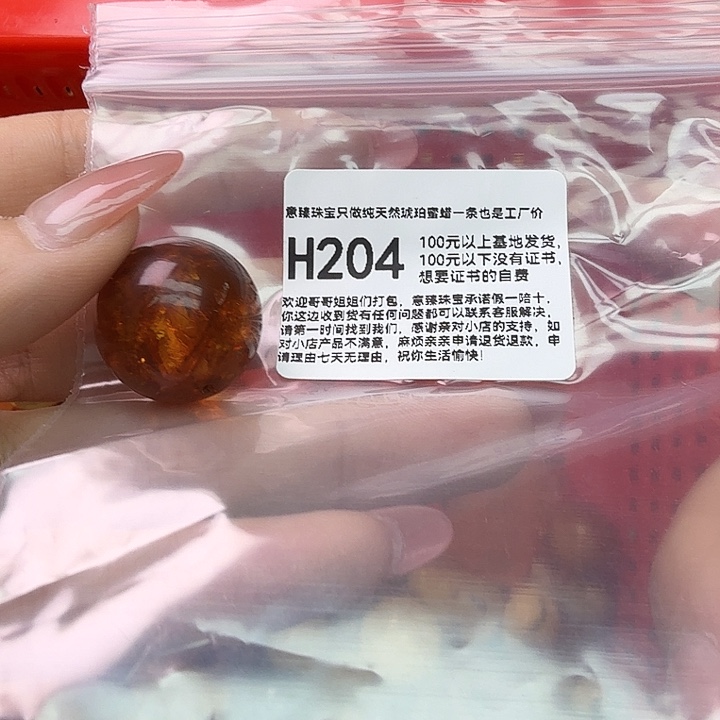 意臻珠宝只做纯天然琥珀蜜蜡一条也是工厂价
H204
100元以上基地发货,
100元以下没有证书,
想要证书的自费
欢迎哥哥姐姐们打包, 意臻珠宝承诺假一赔十,
你这边收到货有任何问题都可以联系客服解决,
请第一时间找到我们, 感谢亲对小店的支持, 如
对小店产品不满意, 麻烦亲亲申请退货退款, 申
请理由七天无理由, 祝你生活愉快!